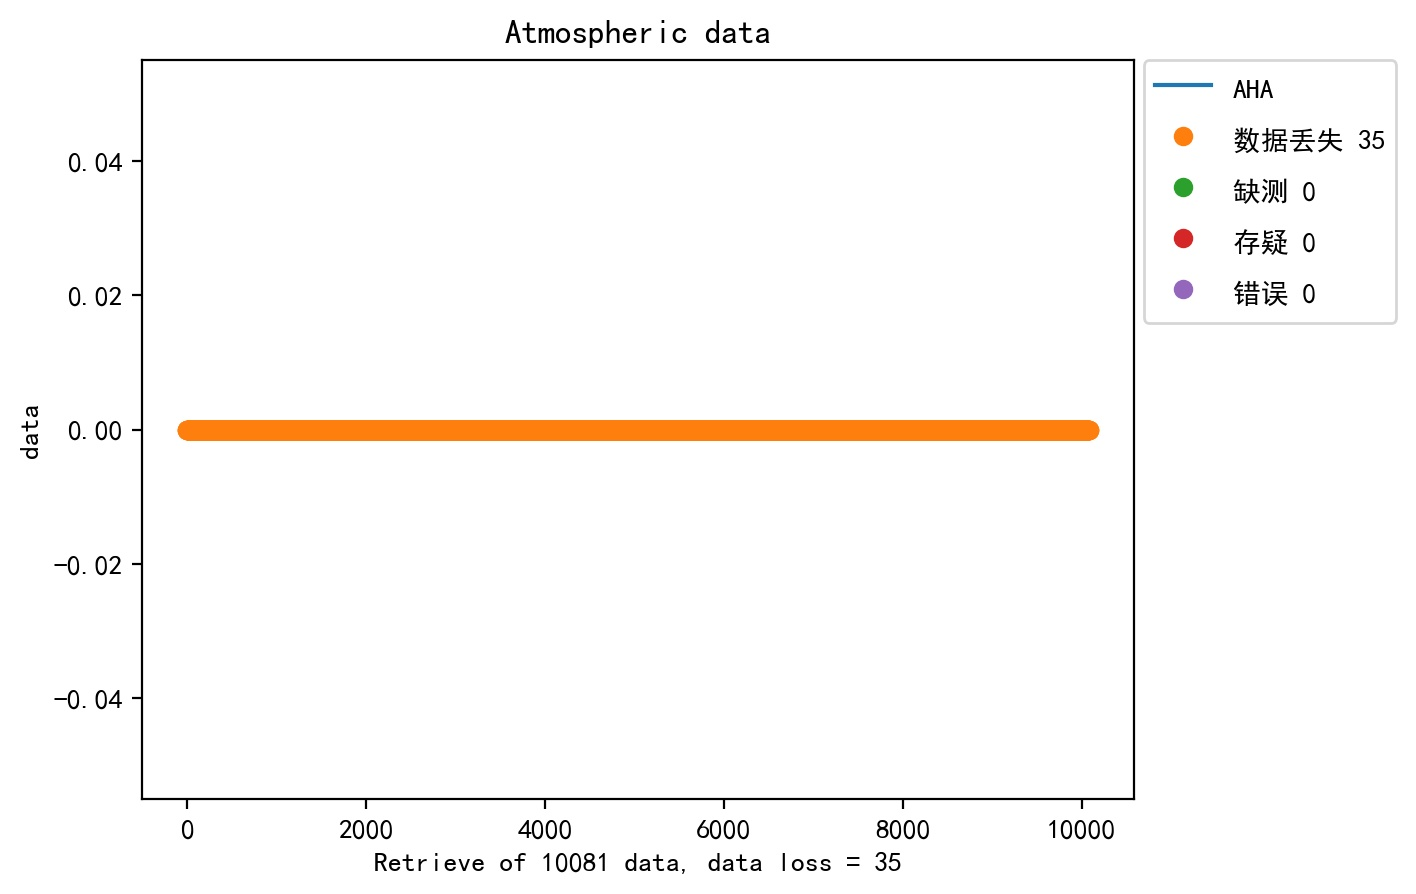 Atmospheric data
AHA
数据丢失 35
缺测 0
存疑 0
错误 0
0.04
0.02
0.00
-0.02
-0.04
data
0 2000 4000 6000 8000 10000
Retrieve of 10081 data, data loss = 35